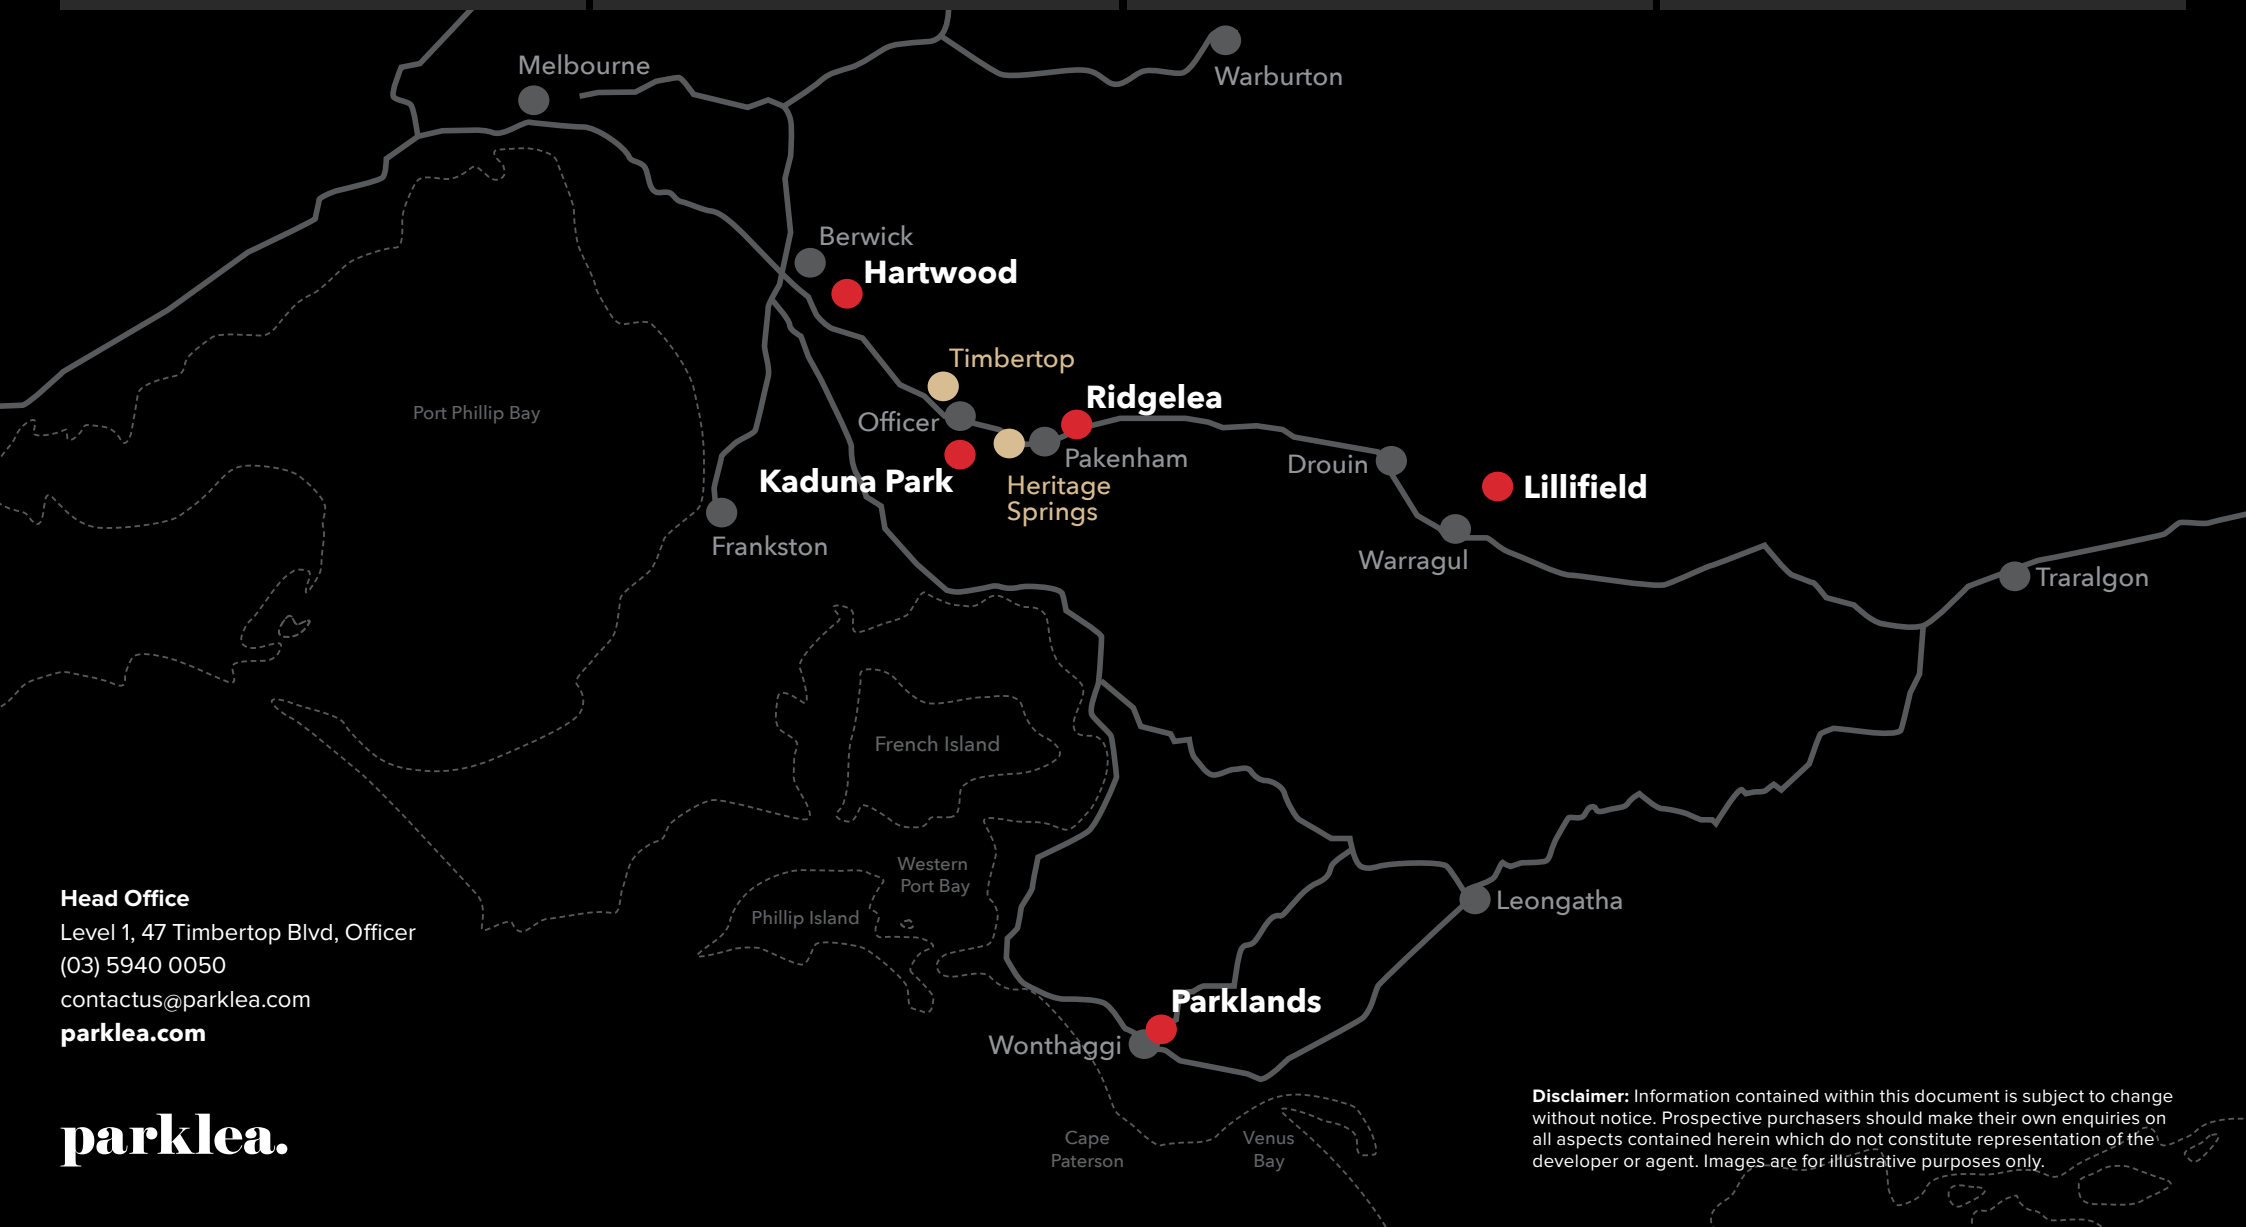 Melbourne
Warburton
Berwick
Hartwood
Timbertop
Ridgelea
Port Phillip Bay
Officer
Pakenham
Drouin
Kaduna Park
Heritage
Springs
Lillifield
Frankston
Warragul
Traralgon
French Island
Western
Port Bay
Phillip Island
Leongatha
Parklands
Wonthaggi
Cape
Paterson
Venus
Bay
Head Office
Level 1, 47 Timbertop Blvd, Officer
(03) 5940 0050
contactus@parklea.com
parklea.com
parklea.
Disclaimer: Information contained within this document is subject to change
without notice. Prospective purchasers should make their own enquiries on
all aspects contained herein which do not constitute representation of the
developer or agent. Images are for illustrative purposes only.